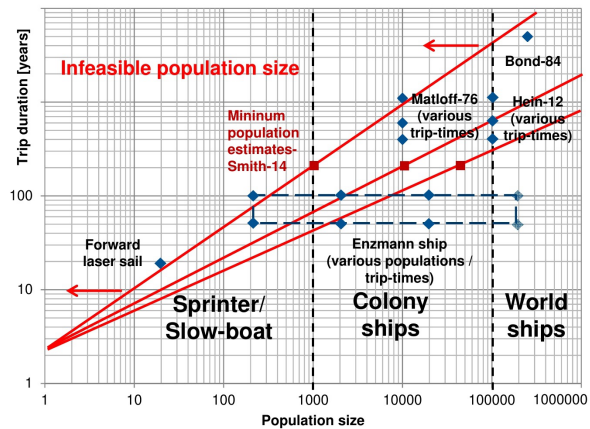 Trip duration [years]
100
10
1
Infeasible population size
Mininum
population
estimates-
Smith-14
Bond-84
Matloff-76
(various
trip-times)
Hein-12
(various
trip-times)
Forward
laser sail
Enzmann ship
(various populations /
trip-times)
Sprinter/
Slow-boat
Colony
ships
World
ships
1
10
100
1000
10000
100000
1000000
Population size